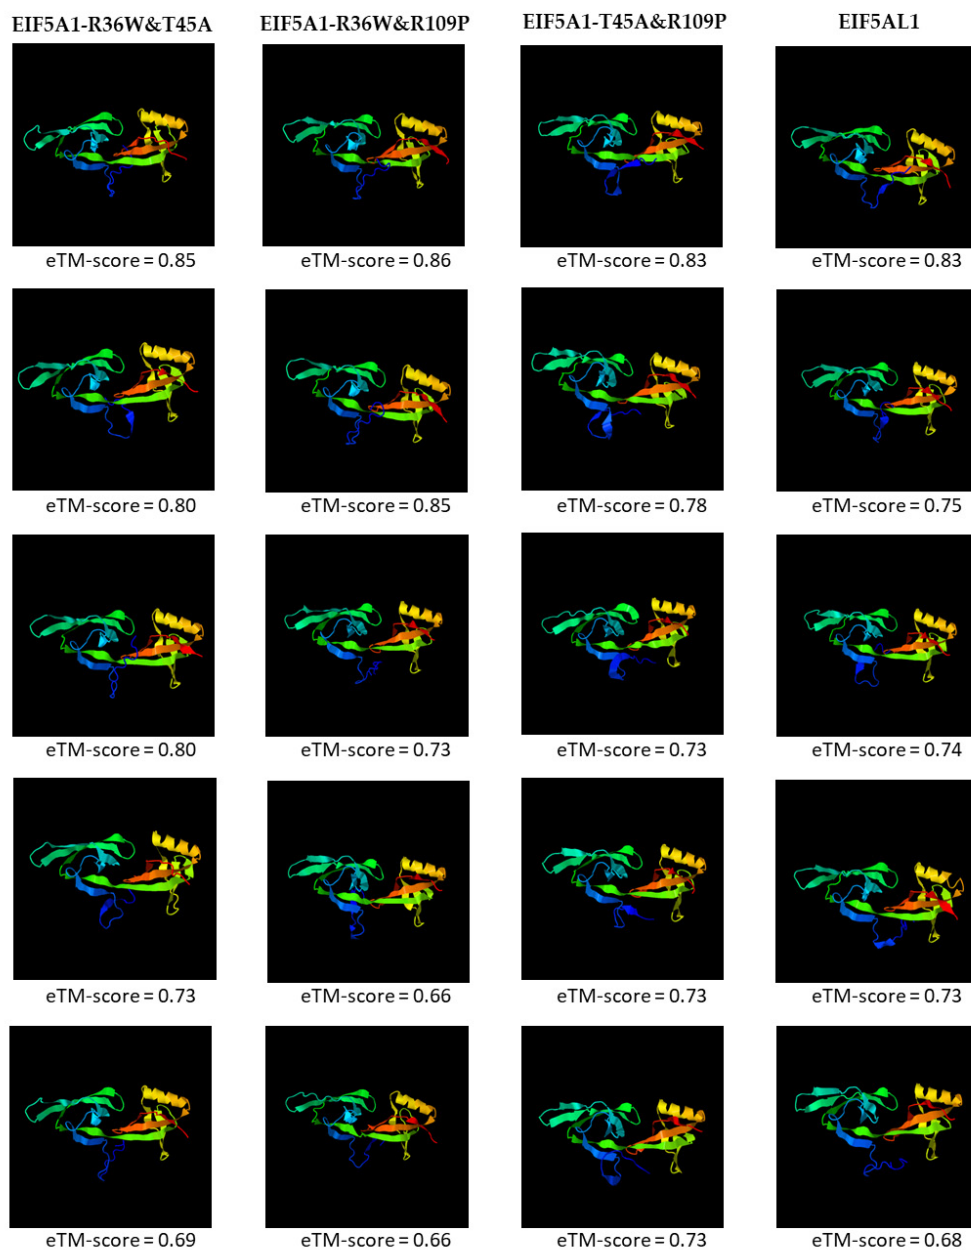 EIF5A1-R36W&T45A EIF5A1-R36W&R109P EIF5A1-T45A&R109P EIF5AL1
eTM-score = 0.85 eTM-score = 0.86 eTM-score = 0.83 eTM-score = 0.83
eTM-score = 0.80 eTM-score = 0.85 eTM-score = 0.78 eTM-score = 0.75
eTM-score = 0.80 eTM-score = 0.73 eTM-score = 0.73 eTM-score = 0.74
eTM-score = 0.73 eTM-score = 0.66 eTM-score = 0.73 eTM-score = 0.73
eTM-score = 0.69 eTM-score = 0.66 eTM-score = 0.73 eTM-score = 0.68